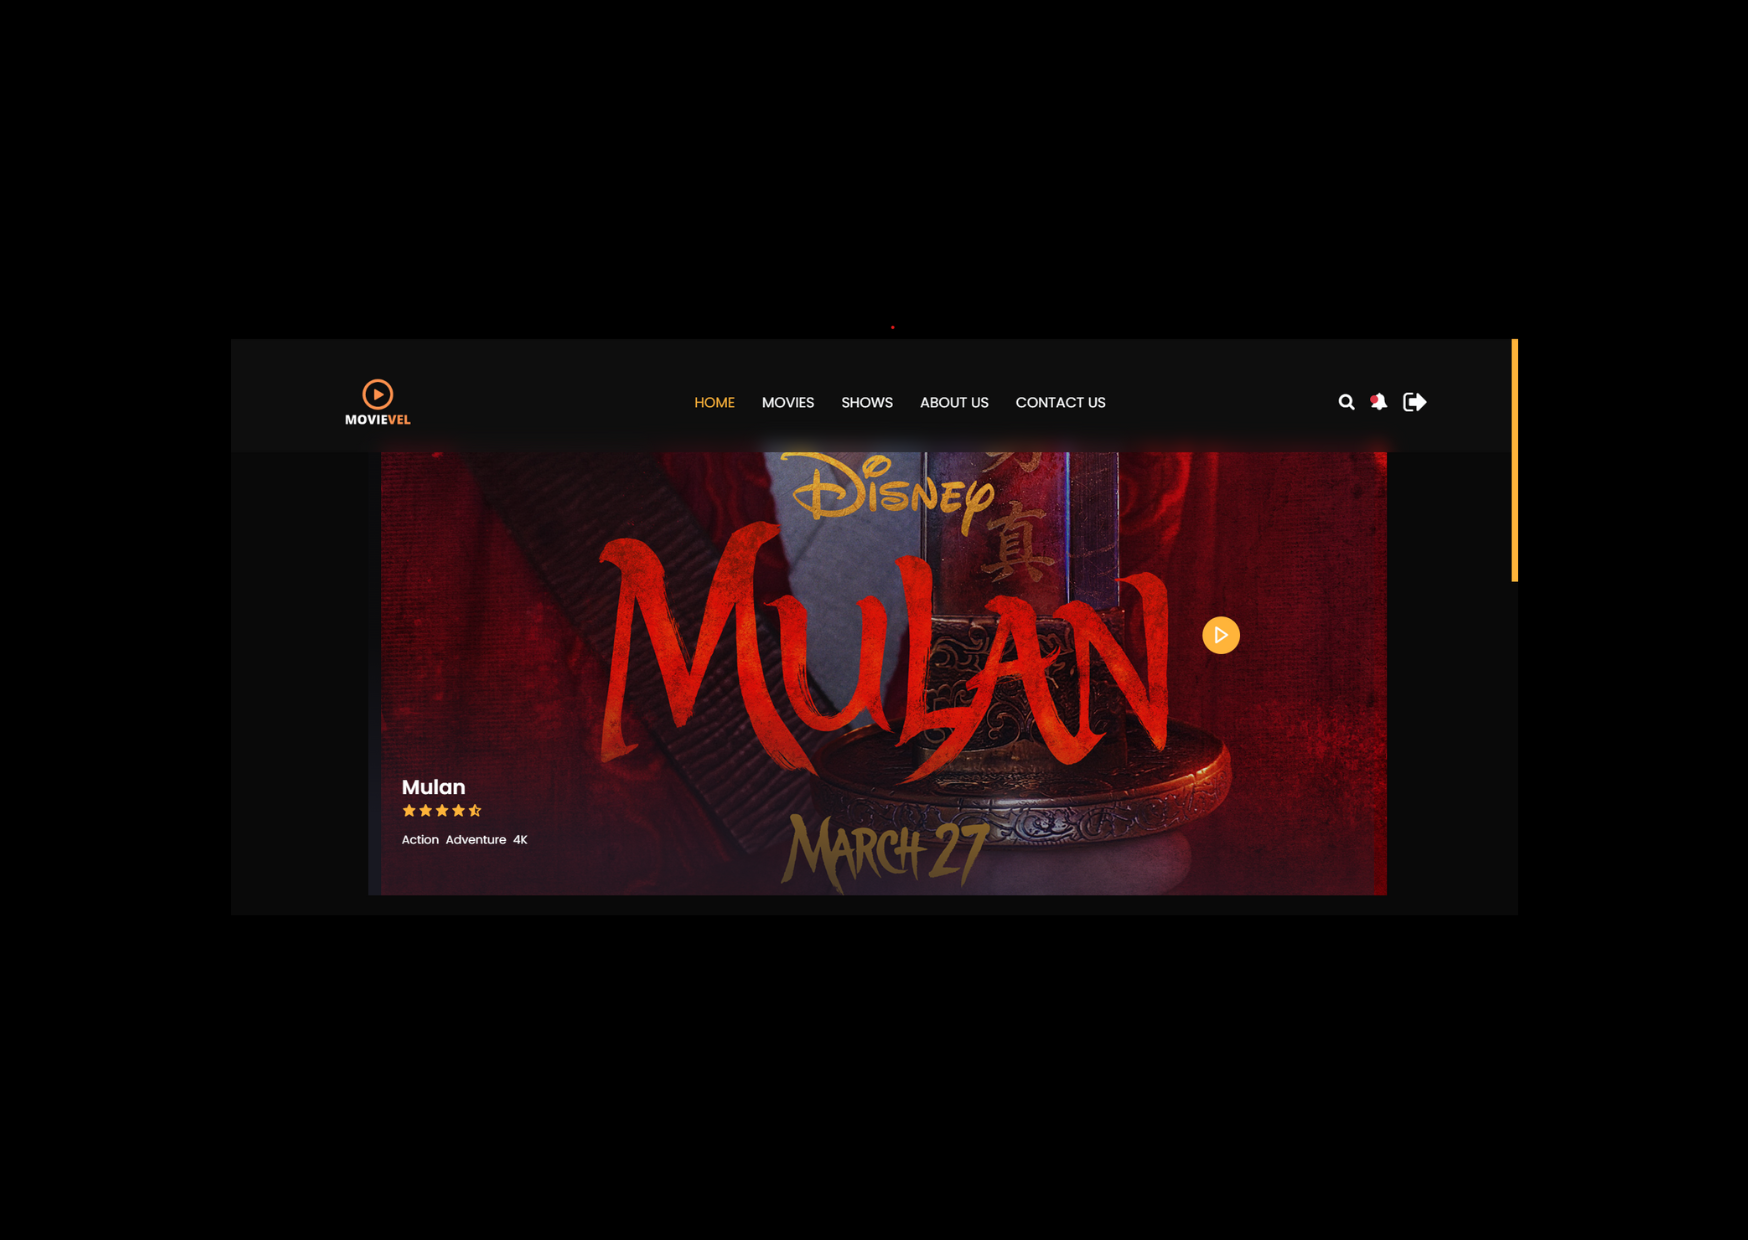 MOVIEVEL
HOME MOVIES SHOWS ABOUT US CONTACT US
Disney
真
MULAN
Mulan
Action Adventure 4K
MARCH 27